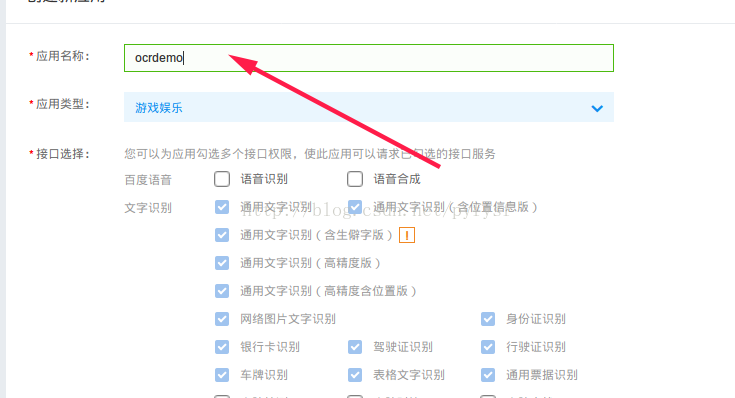 *应用名称： ocrdemo
*应用类型： 游戏娱乐
*接口选择： 您可以为应用勾选多个接口权限，使此应用可以请求已勾选的接口服务
百度语音 语音识别 语音合成
文字识别 通用文字识别 通用文字识别（含位置信息版）
通用文字识别（含生僻字版） !
通用文字识别（高精度版）
通用文字识别（高精度含位置版）
网络图片文字识别 身份证识别
银行卡识别 驾驶证识别 行驶证识别
车牌识别 表格文字识别 通用票据识别